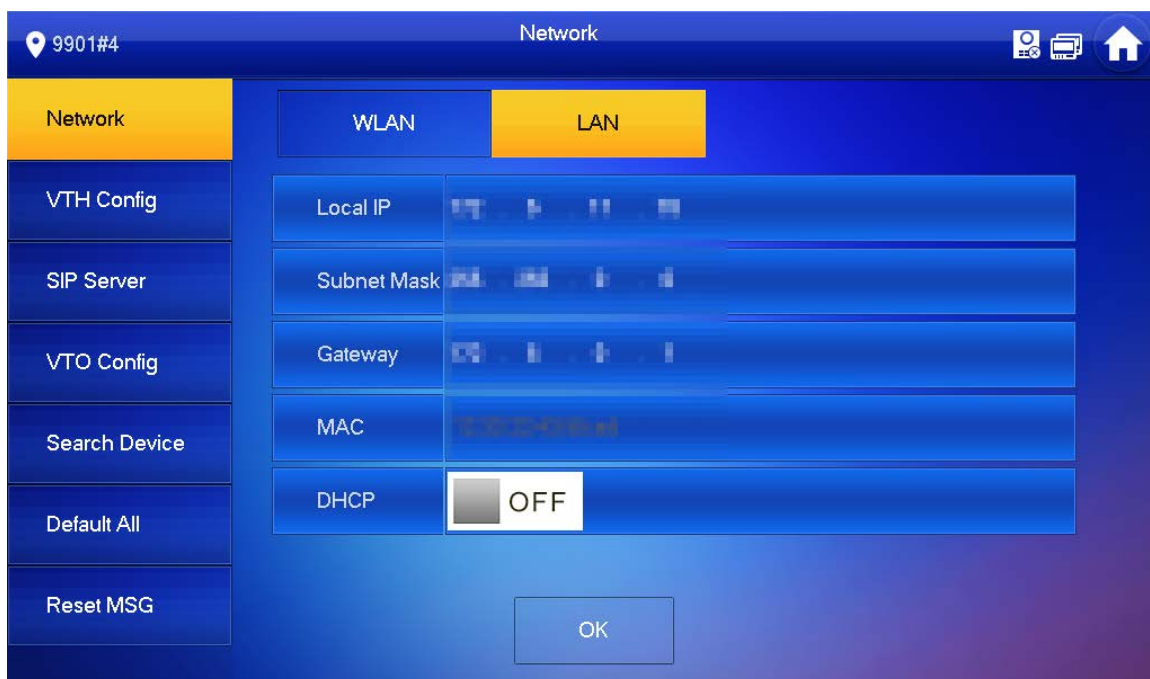 9901#4
Network
Network
WLAN
LAN
VTH Config
Local IP
SIP Server
Subnet Mask
VTO Config
Gateway
Search Device
MAC
Default All
DHCP
OFF
Reset MSG
OK